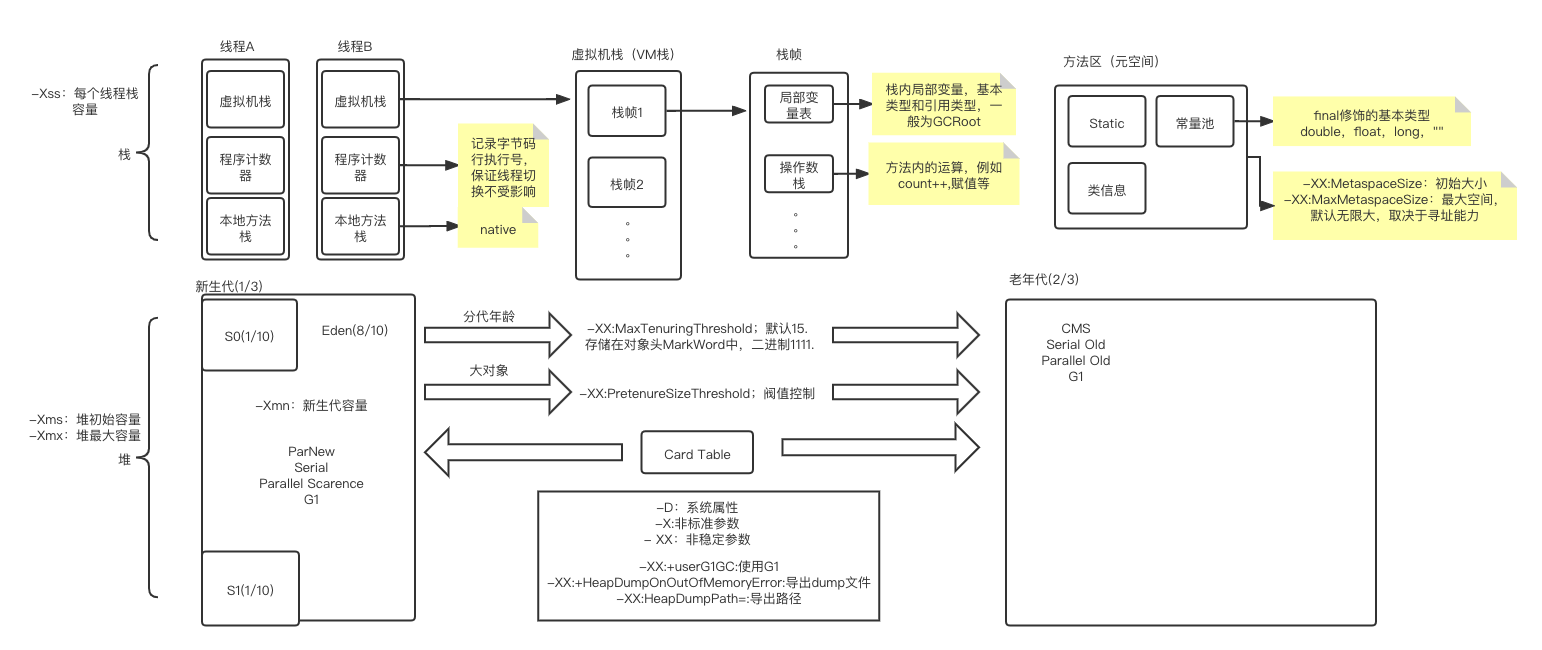 线程A
线程B
虚拟机栈（VM栈）
栈帧
方法区（元空间）
-Xss：每个线程栈
容量
栈
虚拟机栈
程序计数
器
本地方法
栈
虚拟机栈
程序计数
器
本地方法
栈
记录字节码
行执行号，
保证线程切
换不受影响
native
栈帧1
栈帧2
。
。
。
局部变
量表
操作数
栈
。
。
。
栈内局部变量，基本
类型和引用类型，一
般为GCRoot
方法内的运算，例如
count++,赋值等
Static
常量池
类信息
final修饰的基本类型
double，float，long，""
-XX:MetaspaceSize：初始大小
-XX:MaxMetaspaceSize：最大空间，
默认无限大，取决于寻址能力
新生代(1/3)
S0(1/10)
Eden(8/10)
-Xmn：新生代容量
ParNew
Serial
Parallel Scarence
G1
S1(1/10)
-Xms：堆初始容量
-Xmx：堆最大容量
堆
分代年龄
-XX:MaxTenuringThreshold；默认15.
存储在对象头MarkWord中，二进制1111.
大对象
-XX:PretenureSizeThreshold；阀值控制
Card Table
-D：系统属性
-X:非标准参数
- XX：非稳定参数
-XX:+userG1GC:使用G1
-XX:+HeapDumpOnOutOfMemoryError:导出dump文件
-XX:HeapDumpPath=:导出路径
老年代(2/3)
CMS
Serial Old
Parallel Old
G1